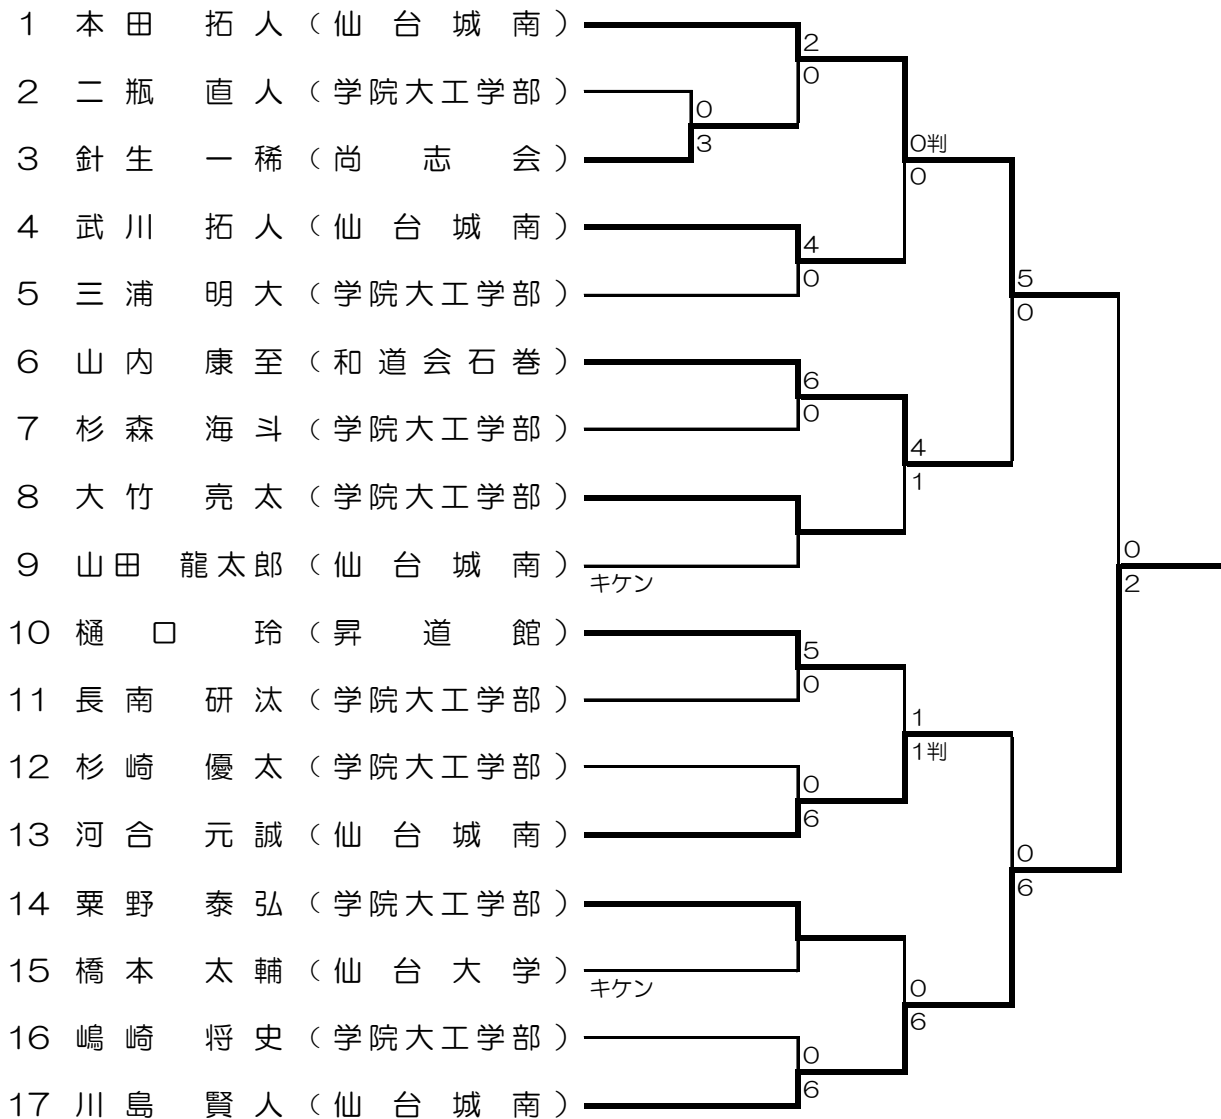 1 本田 拓人（仙台城南）
2
0
2 二瓶 直人（学院大工学部）
0
3
3 針生 一稀（尚志会）
0判
0
4 武川 拓人（仙台城南）
4
0
5 三浦 明大（学院大工学部）
5
0
6 山内 康至（和道会石巻）
6
0
7 杉森 海斗（学院大工学部）
4
1
8 大竹 亮太（学院大工学部）
9 山田 龍太郎（仙台城南）
キケン
0
2
10 樋口 玲（昇道館）
5
0
11 長南 研汰（学院大工学部）
1
1判
12 杉崎 優太（学院大工学部）
0
6
13 河合 元誠（仙台城南）
0
6
14 粟野 泰弘（学院大工学部）
15 橋本 太輔（仙台大学）
キケン
0
6
16 嶋崎 将史（学院大工学部）
0
6
17 川島 賢人（仙台城南）